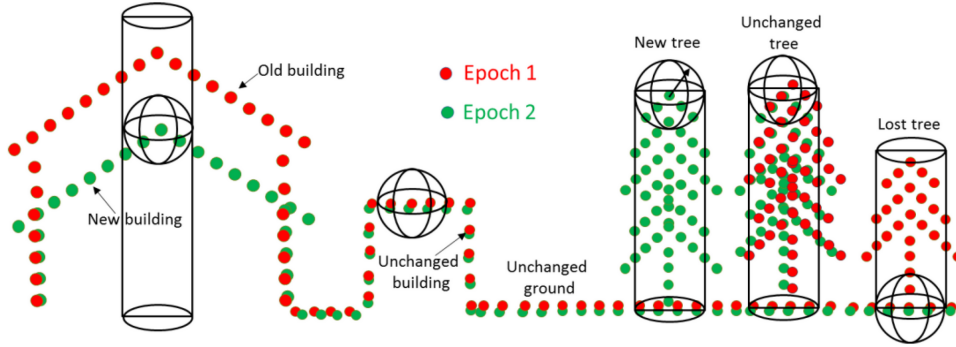 Old building
New building
Epoch 1
Epoch 2
Unchanged
building
Unchanged
ground
New tree
Unchanged
tree
Lost tree